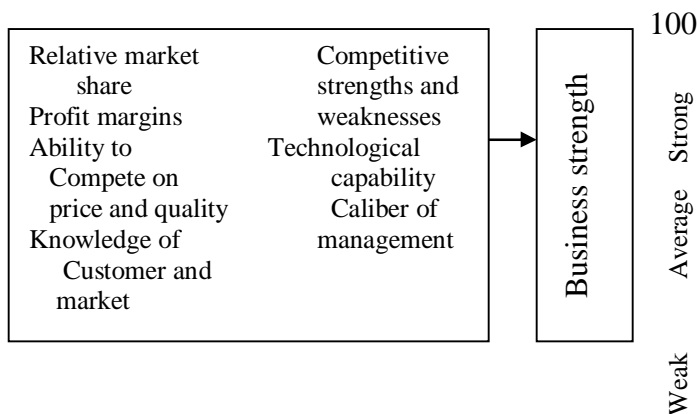 100
Relative market
share
Profit margins
Ability to
Compete on
price and quality
Knowledge of
Customer and
market
Competitive
strengths and
weaknesses
Technological
capability
Caliber of
management
Business strength
Strong
Average
Weak